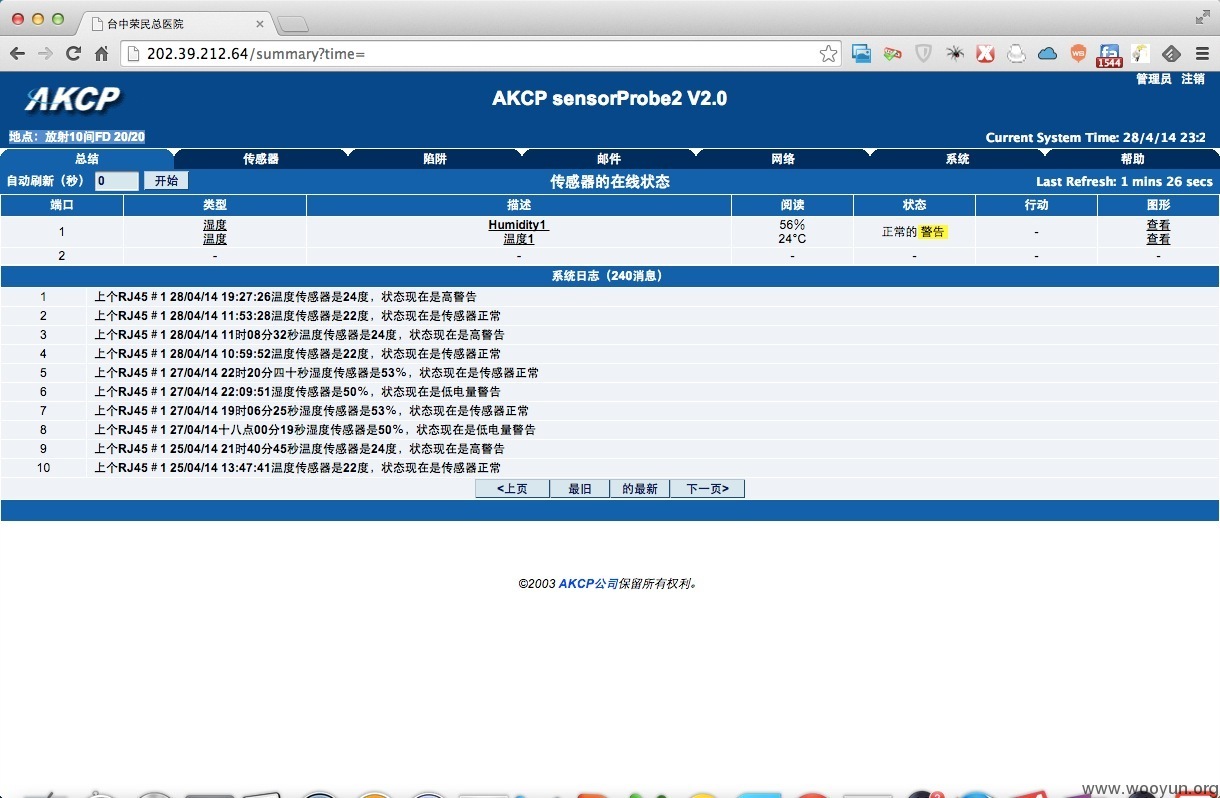 台中荣民总医院
202.39.212.64/summary?time=
1544
管理员 注销
AKCP
AKCP sensorProbe2 V2.0
地点：放射10间FD 20/20
Current System Time: 28/4/14 23:2
总结 传感器 陷阱 邮件 网络 系统 帮助
自动刷新（秒） 0 开始 传感器的在线状态 Last Refresh: 1 mins 26 secs
端口 类型 描述 阅读 状态 行动 图形
1 湿度 Humidity1 56% 正常的 警告 - 查看
温度 温度1 24°C 查看
2 - - - - - -
系统日志（240消息）
1 上个RJ45 # 1 28/04/14 19:27:26温度传感器是24度，状态现在是高警告
2 上个RJ45 # 1 28/04/14 11:53:28温度传感器是22度，状态现在是传感器正常
3 上个RJ45 # 1 28/04/14 11时08分32秒温度传感器是24度，状态现在是高警告
4 上个RJ45 # 1 28/04/14 10:59:52温度传感器是22度，状态现在是传感器正常
5 上个RJ45 # 1 27/04/14 22时20分四十秒湿度传感器是53%，状态现在是传感器正常
6 上个RJ45 # 1 27/04/14 22:09:51湿度传感器是50%，状态现在是低电量警告
7 上个RJ45 # 1 27/04/14 19时06分25秒湿度传感器是53%，状态现在是传感器正常
8 上个RJ45 # 1 27/04/14十八点00分19秒湿度传感器是50%，状态现在是低电量警告
9 上个RJ45 # 1 25/04/14 21时40分45秒温度传感器是24度，状态现在是高警告
10 上个RJ45 # 1 25/04/14 13:47:41温度传感器是22度，状态现在是传感器正常
<上页 最旧 的最新 下一页>
©2003 AKCP公司保留所有权利。
www.wooyun.org